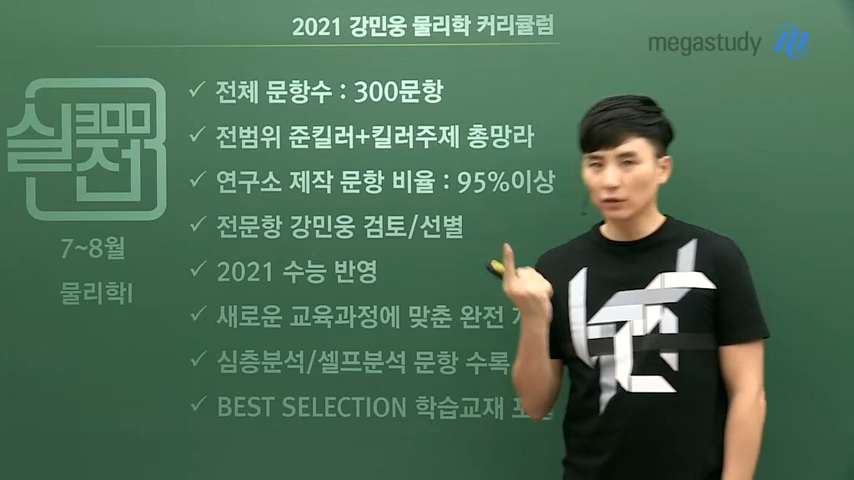 2021 강민웅 물리학 커리큘럼
megastudy
실전
300
7~8월
물리학I
✓ 전체 문항수 : 300문항
✓ 전범위 준킬러+킬러주제 총망라
✓ 연구소 제작 문항 비율 : 95%이상
✓ 전문항 강민웅 검토/선별
✓ 2021 수능 반영
✓ 새로운 교육과정에 맞춘 완전
✓ 심층분석/셀프분석 문항 수록
✓ BEST SELECTION 학습교재